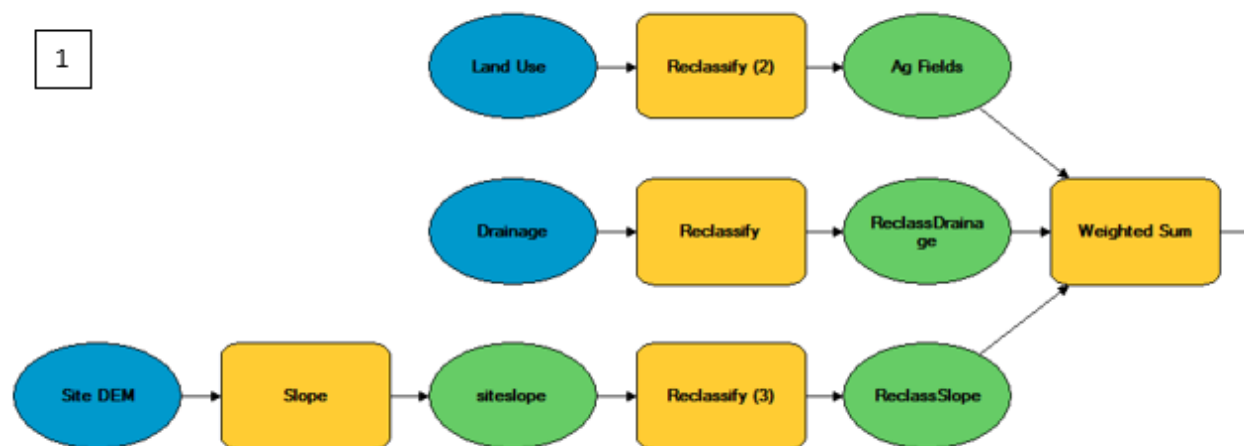 1
Land Use
Reclassify (2)
Ag Fields
Drainage
Reclassify
ReclassDraina
ge
Weighted Sum
Site DEM
Slope
siteslope
Reclassify (3)
ReclassSlope